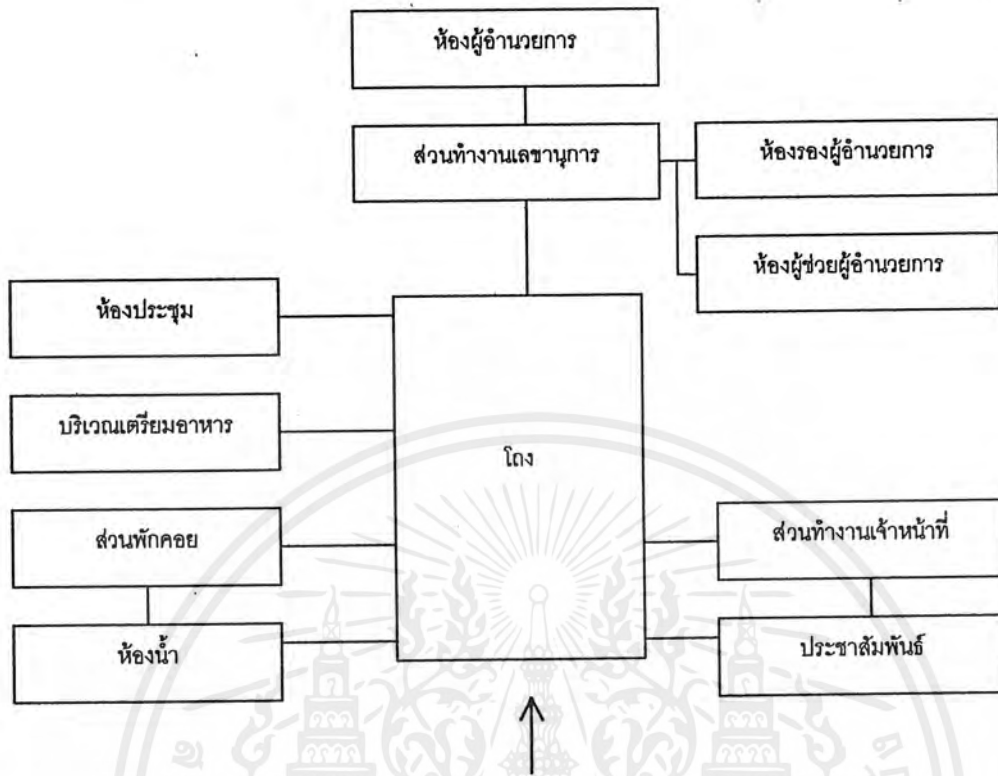 ห้องผู้อำนวยการ
ส่วนทำงานเลขานุการ
ห้องรองผู้อำนวยการ
ห้องผู้ช่วยผู้อำนวยการ
ห้องประชุม
บริเวณเตรียมอาหาร
โถง
ส่วนพักคอย
ส่วนทำงานเจ้าหน้าที่
ห้องน้ำ
ประชาสัมพันธ์